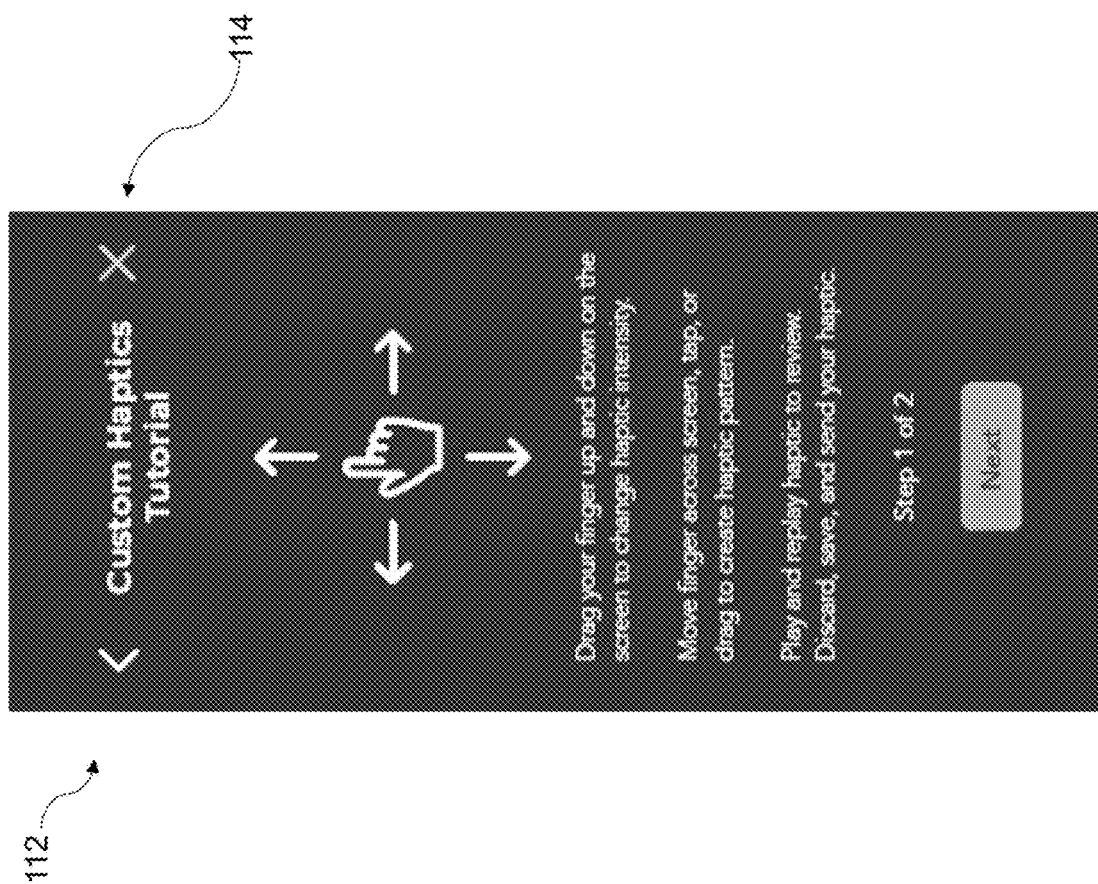 112
114
Custom Haptics
Tutorial
Drag your finger up and down on the
screen to change haptic intensity.
Move finger across screen, tap, or
drag to create haptic pattern.
Play and replay haptic to review.
Discard, save, and send your haptic.
Step 1 of 2
Next